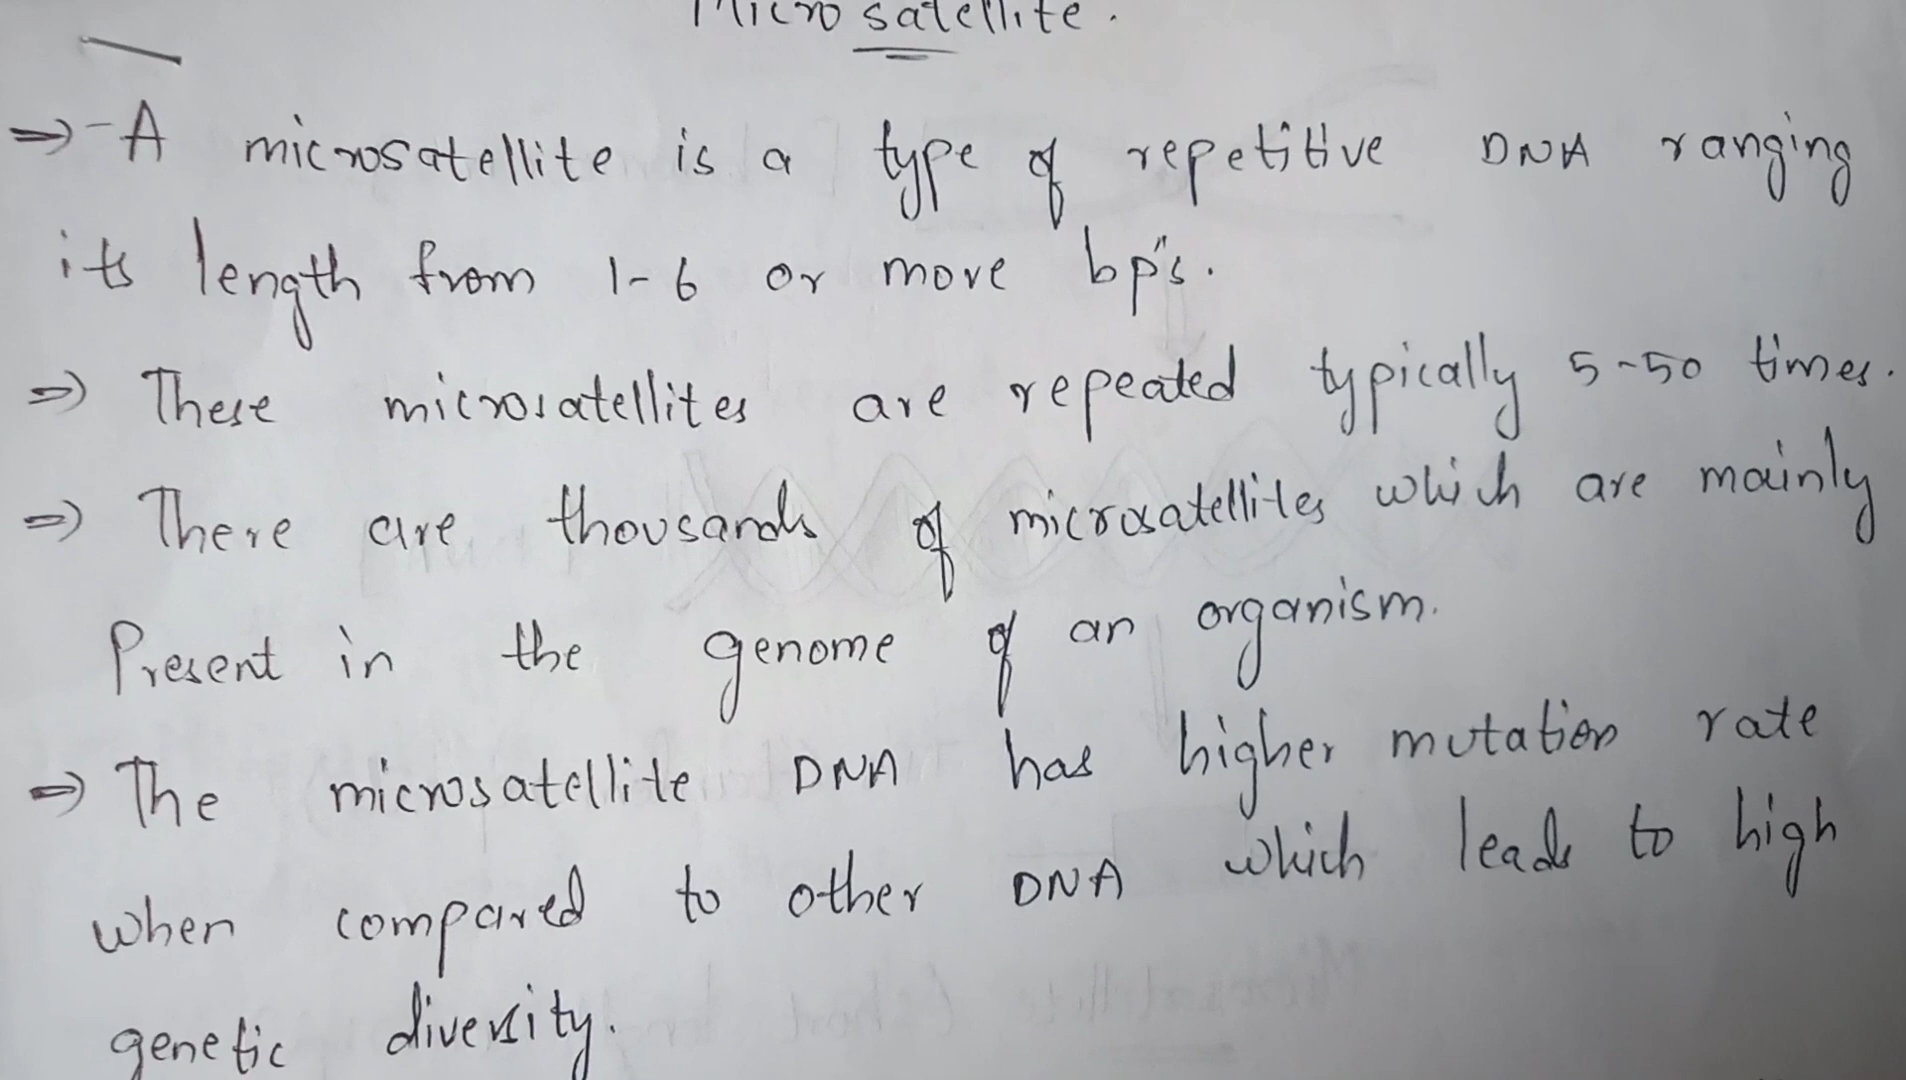 Microsatellite.
⇒ A microsatellite is a type of repetitive DNA ranging
its length from 1-6 or more bp's.
⇒ These microsatellites are repeated typically 5-50 times.
⇒ There are thousands of microsatellites which are mainly
Present in the genome of an organism.
⇒ The microsatellite DNA has higher mutation rate
when compared to other DNA which leads to high
genetic diversity.